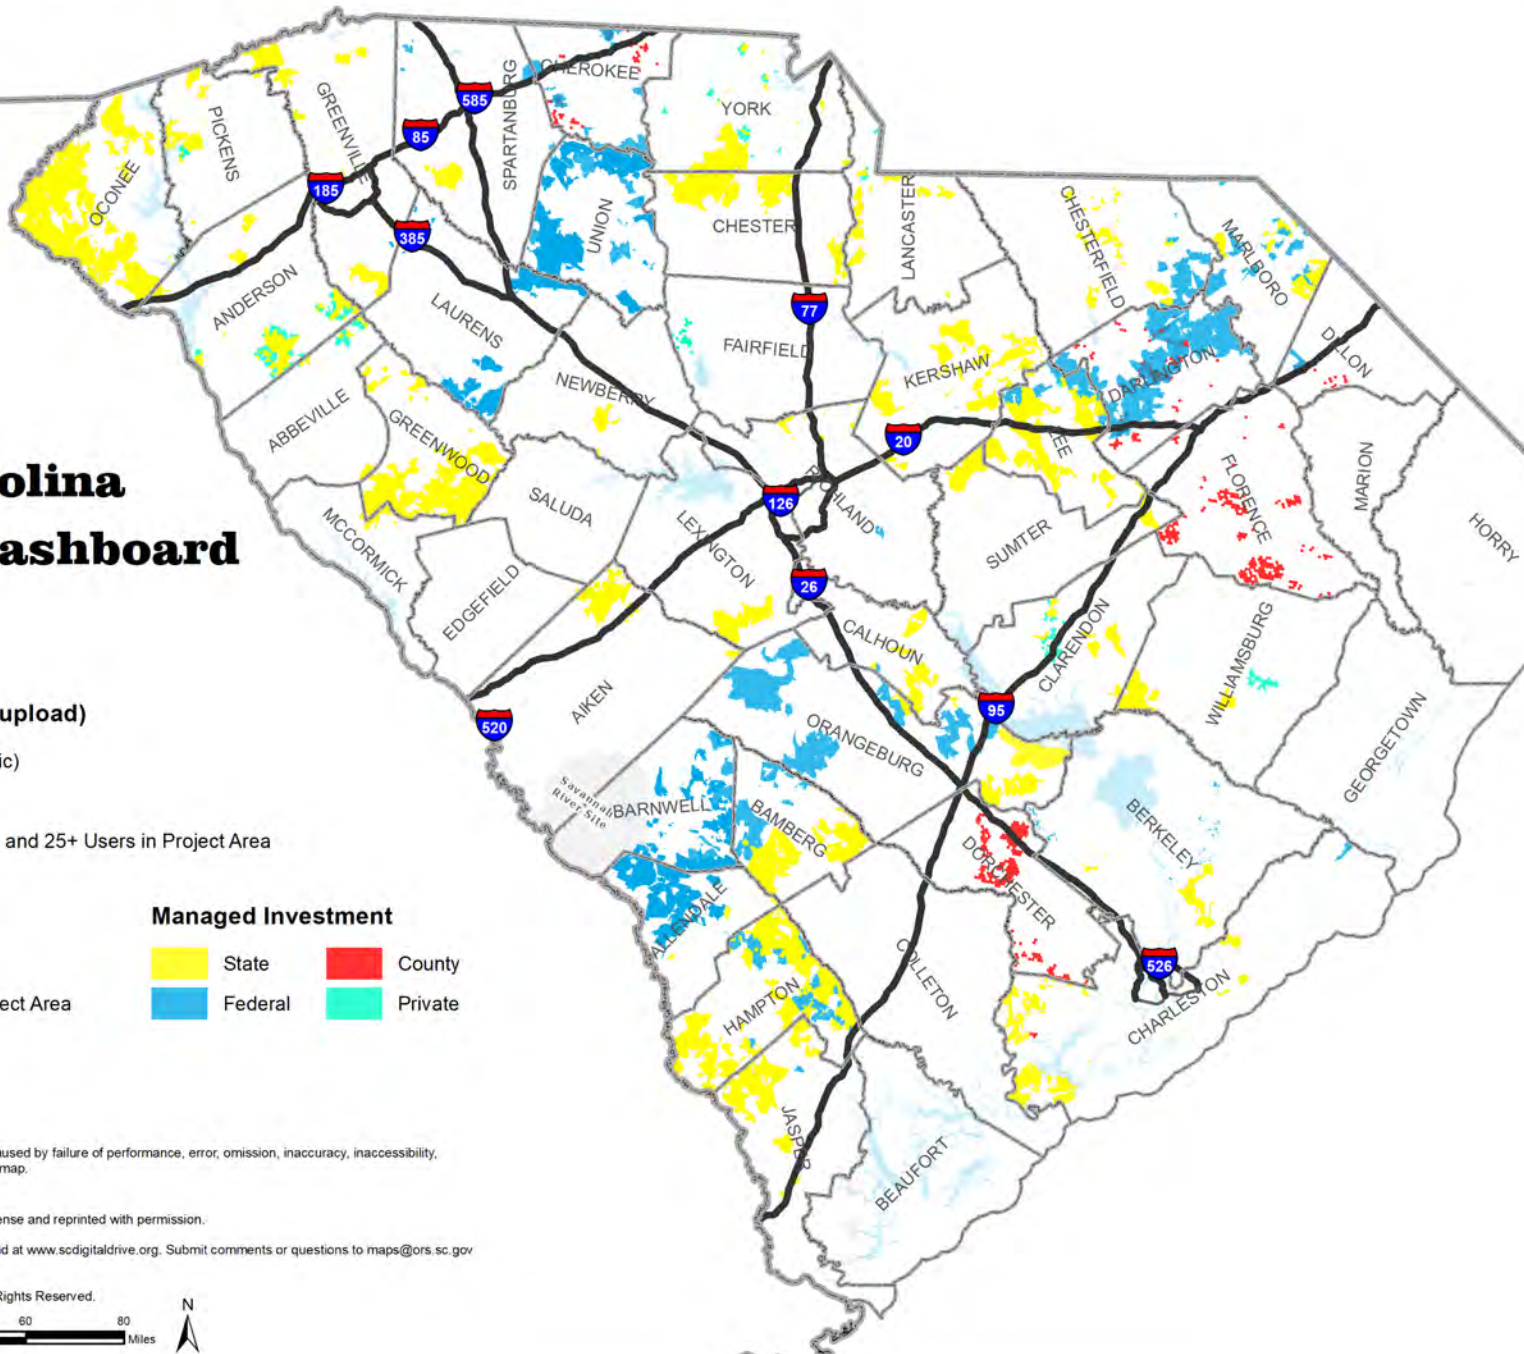 olina
ashboard
upload)
ic)
and 25+ Users in Project Area
Managed Investment
State
County
ect Area
Federal
Private
used by failure of performance, error, omission, inaccuracy, inaccessibility,
map.
ense and reprinted with permission.
d at www.scdigitaldrive.org. Submit comments or questions to maps@ors.sc.gov
Rights Reserved.
60
80
Miles
N
OCONEE
PICKENS
GREENVILLE
SPARTANBURG
CHEROKEE
YORK
UNION
CHESTER
LANCASTER
CHESTERFIELD
MARLBORO
ANDERSON
LAURENS
FAIRFIELD
KERSHAW
DARLINGTON
DILLON
ABBEVILLE
GREENWOOD
NEWBERRY
LEE
MARION
HORRY
FLORENCE
MCCORMICK
SALUDA
LEXINGTON
RICHLAND
SUMTER
EDGEFIELD
CALHOUN
CLARENDON
WILLIAMSBURG
GEORGETOWN
AIKEN
ORANGEBURG
Savannah
River Site
BARNWELL
BAMBERG
BERKELEY
ALLENDALE
DORCHESTER
HAMPTON
COLLETON
CHARLESTON
JASPER
BEAUFORT
585
85
185
385
77
20
126
26
95
520
526